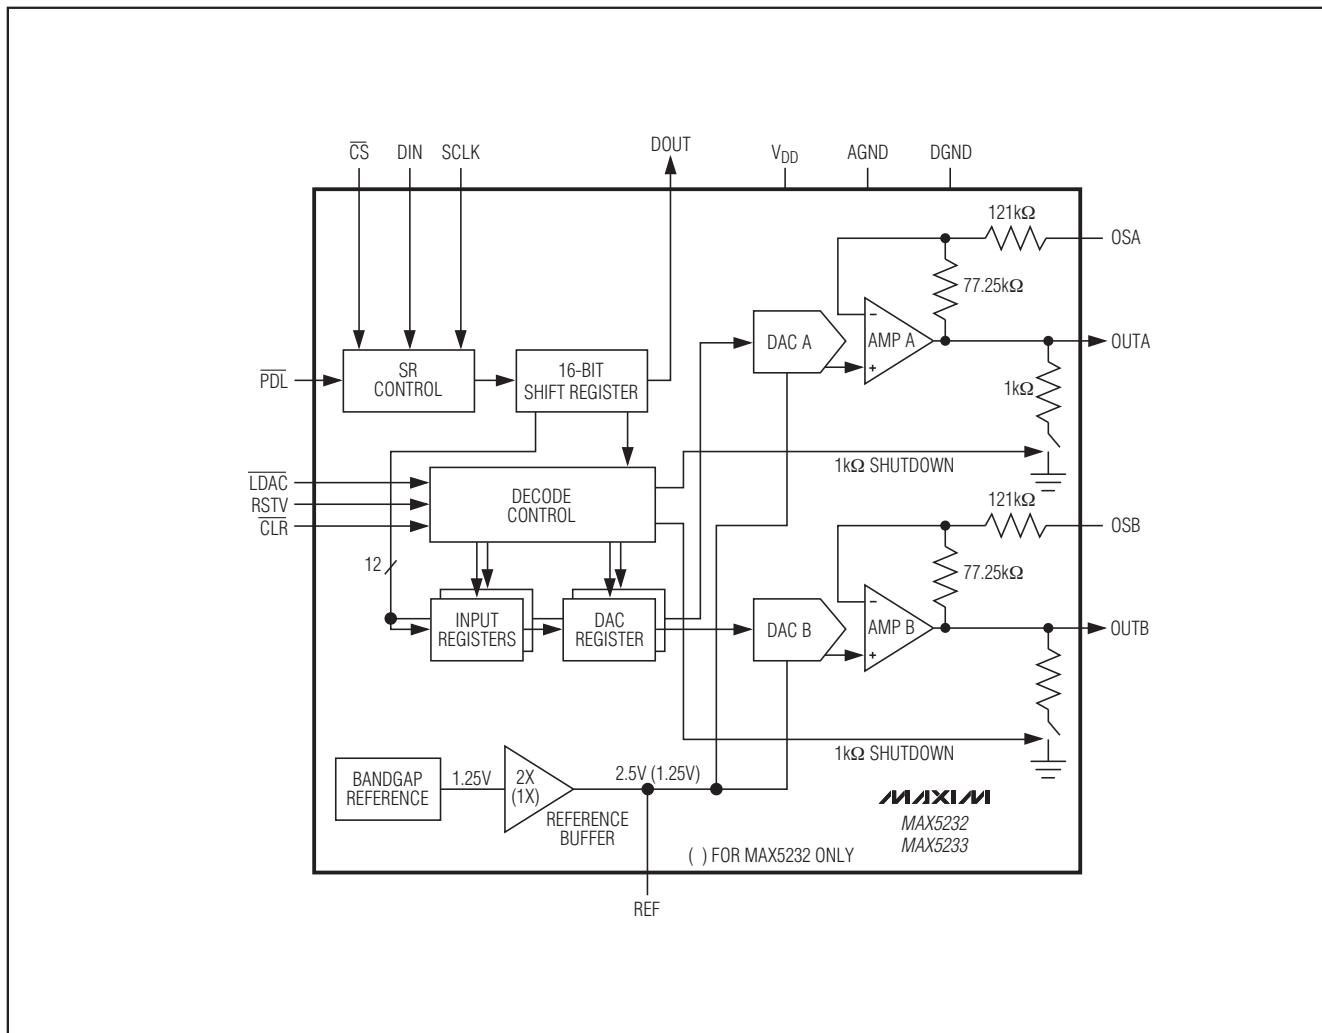 CS DIN SCLK DOUT VDD AGND DGND
121kΩ
OSA
77.25kΩ
DAC A
AMP A
−
+
OUTA
PDL
SR
CONTROL
16-BIT
SHIFT REGISTER
1kΩ
1kΩ SHUTDOWN
LDAC
RSTV
CLR
DECODE
CONTROL
121kΩ
OSB
12
77.25kΩ
INPUT
REGISTERS
DAC
REGISTER
DAC B
AMP B
−
+
OUTB
1kΩ SHUTDOWN
BANDGAP
REFERENCE
1.25V
2X
(1X)
2.5V (1.25V)
REFERENCE
BUFFER
MAXIM
MAX5232
MAX5233
( ) FOR MAX5232 ONLY
REF